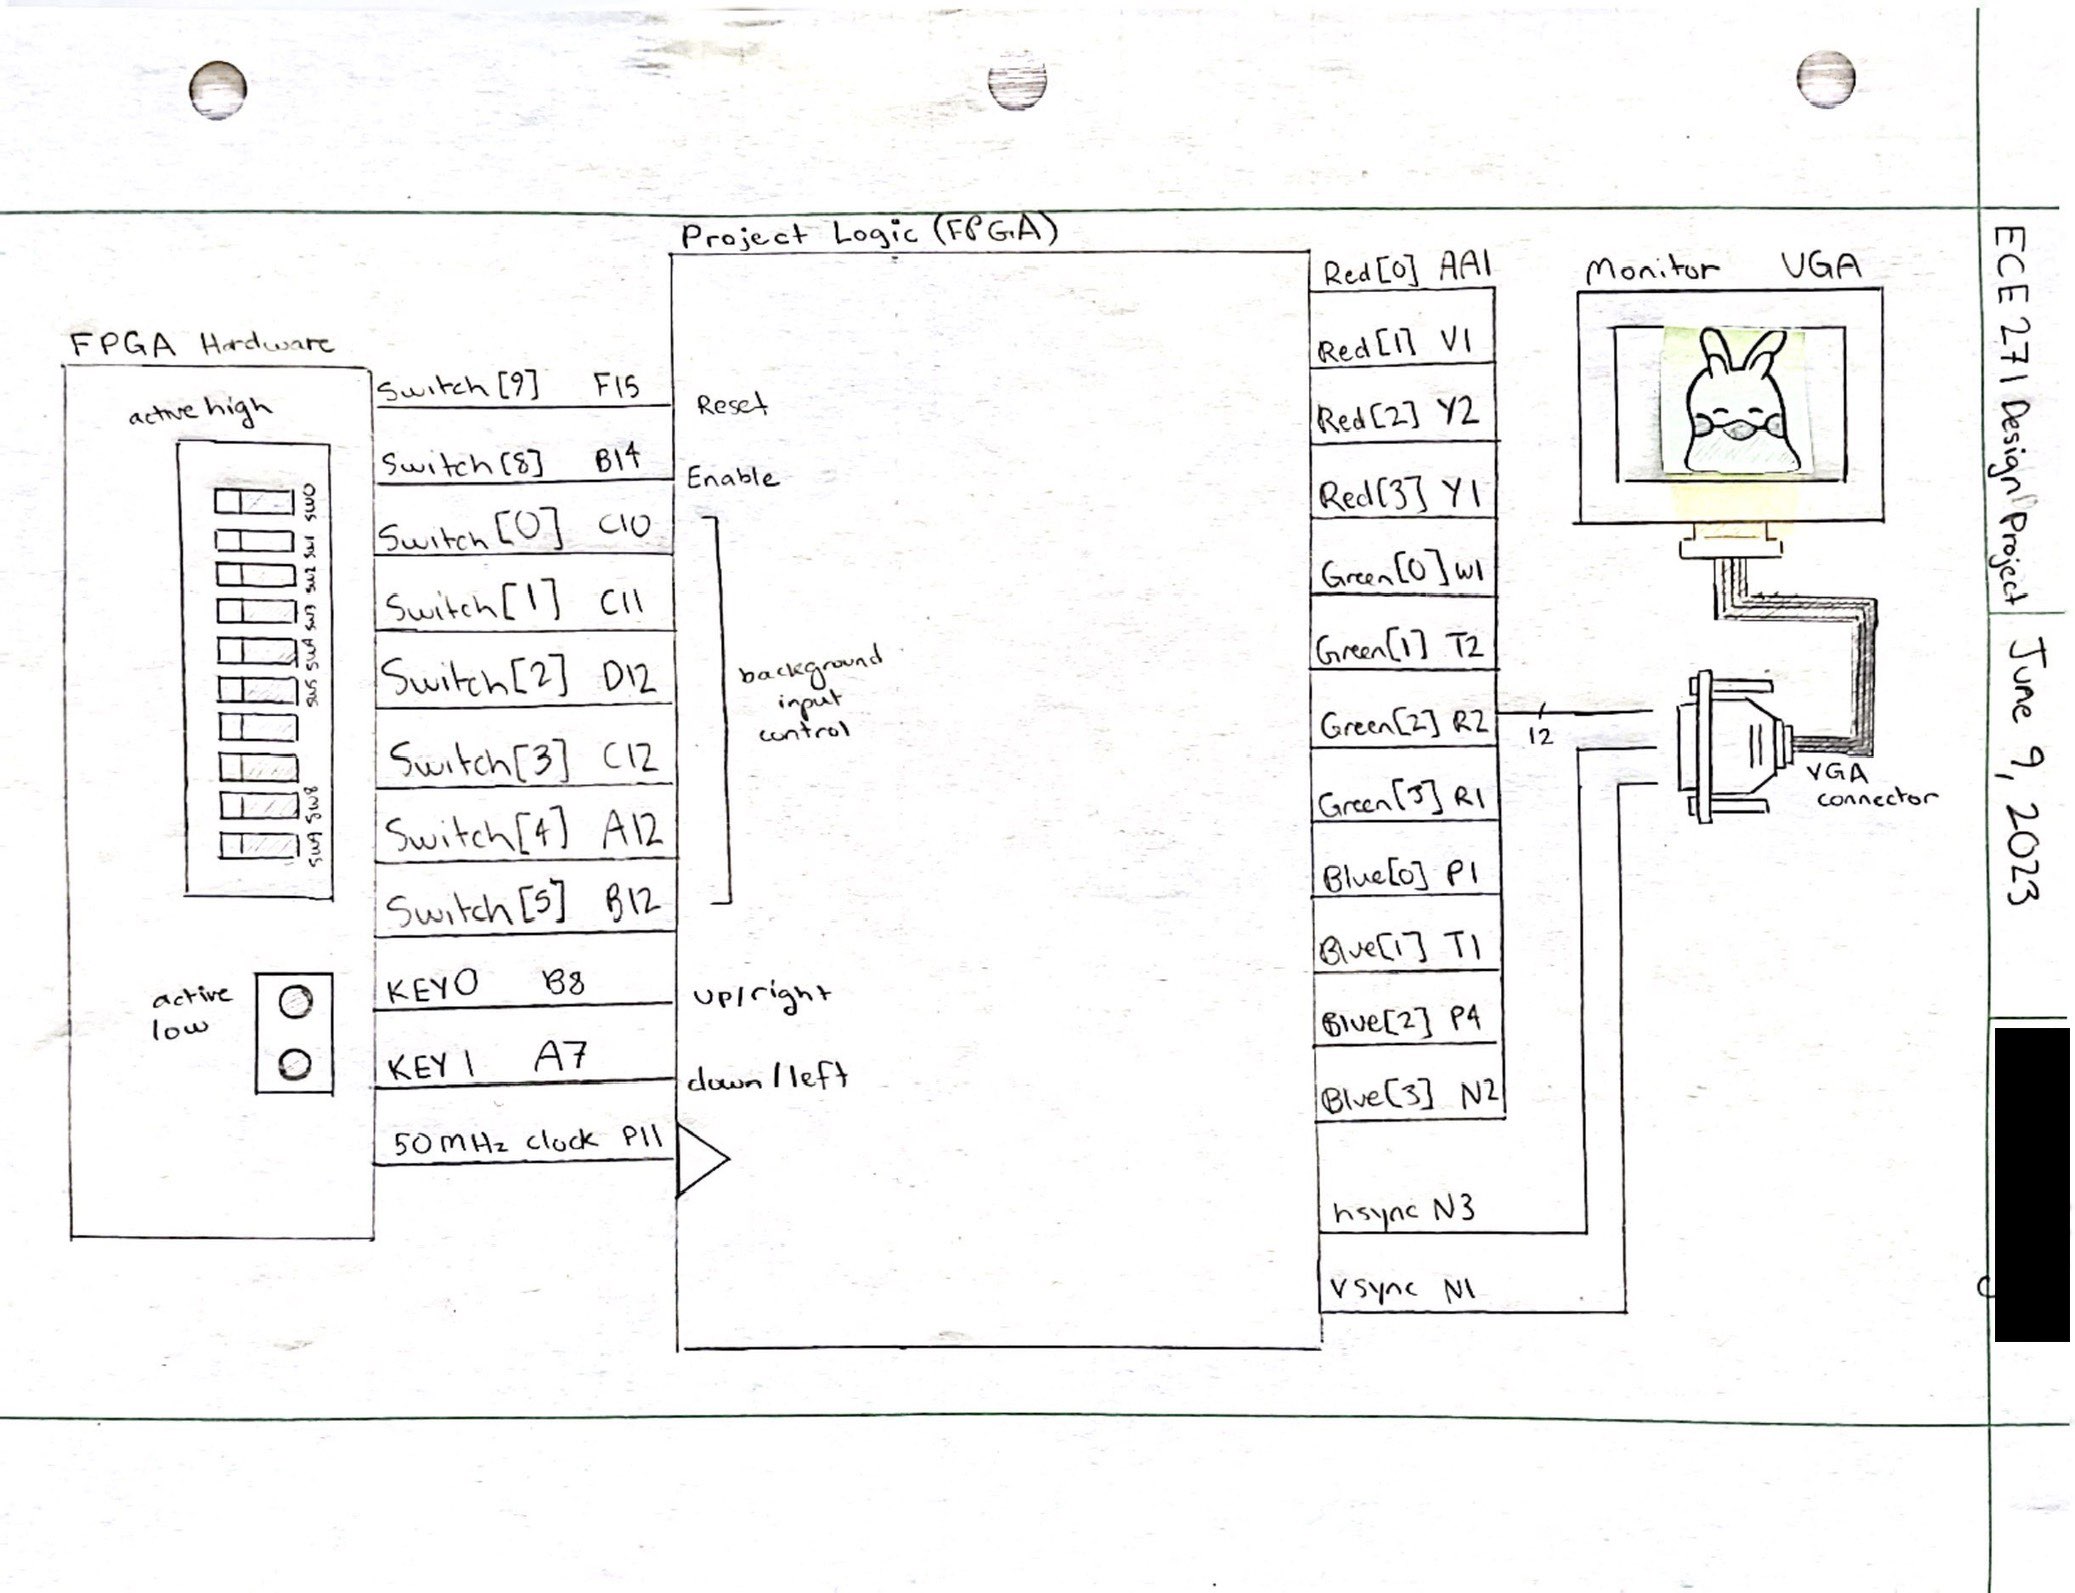 Project Logic (FPGA)
FPGA Hardware
active high
SW0
SW1
SW2
SW3
SW4
SW5
SW8
SW9
active
low
Switch [9] F15
Switch [8] B14
Switch [0] C10
Switch [1] C11
Switch [2] D12
Switch [3] C12
Switch [4] A12
Switch [5] B12
KEY0 B8
KEY1 A7
50MHz clock P11
Reset
Enable
background
input
control
up/right
down/left
Red[0] AA1
Red[1] V1
Red[2] Y2
Red[3] Y1
Green[0] W1
Green[1] T2
Green[2] R2
Green[3] R1
Blue[0] P1
Blue[1] T1
Blue[2] P4
Blue[3] N2
hsync N3
vsync N1
12
Monitor VGA
VGA
connector
ECE 271 Design Project
June 9, 2023